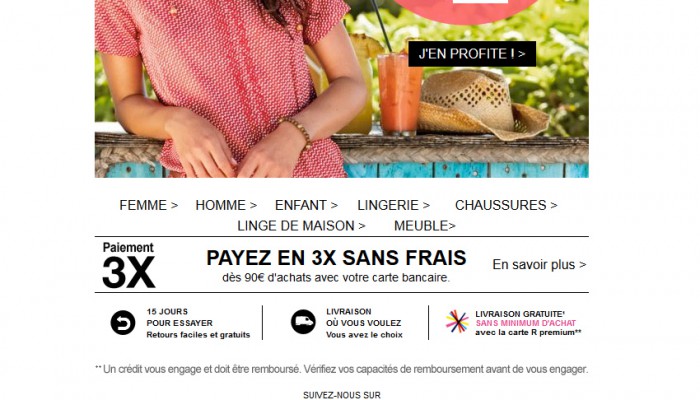 J'EN PROFITE ! >
FEMME > HOMME > ENFANT > LINGERIE > CHAUSSURES >
LINGE DE MAISON > MEUBLE>
Paiement
3X
PAYEZ EN 3X SANS FRAIS
dès 90€ d'achats avec votre carte bancaire.
En savoir plus >
15 JOURS
POUR ESSAYER
Retours faciles et gratuits
LIVRAISON
OÙ VOUS VOULEZ
Vous avez le choix
LIVRAISON GRATUITE*
SANS MINIMUM D'ACHAT
avec la carte R premium**
** Un crédit vous engage et doit être remboursé. Vérifiez vos capacités de remboursement avant de vous engager.
SUIVEZ-NOUS SUR